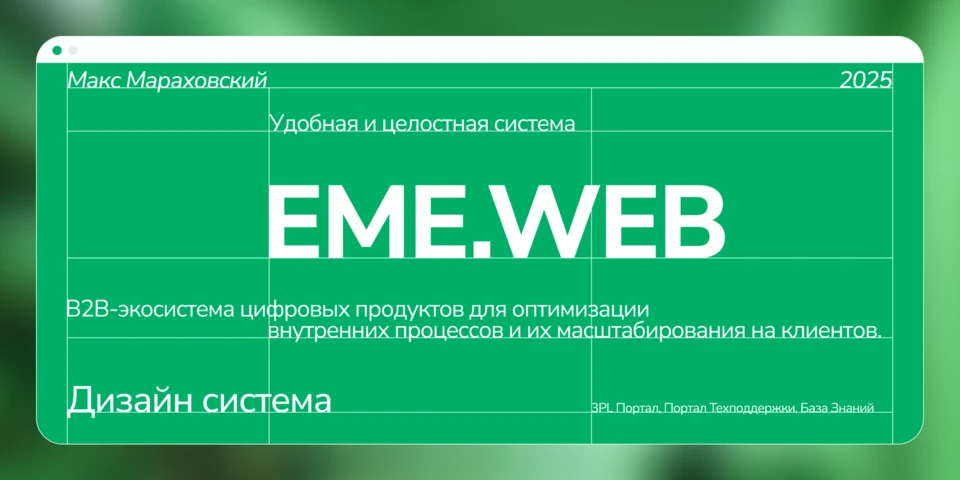 Макс Мараховский
2025
Удобная и целостная система
EME.WEB
B2B-экосистема цифровых продуктов для оптимизации
внутренних процессов и их масштабирования на клиентов.
Дизайн система
3PL Портал, Портал Техподдержки, База Знаний